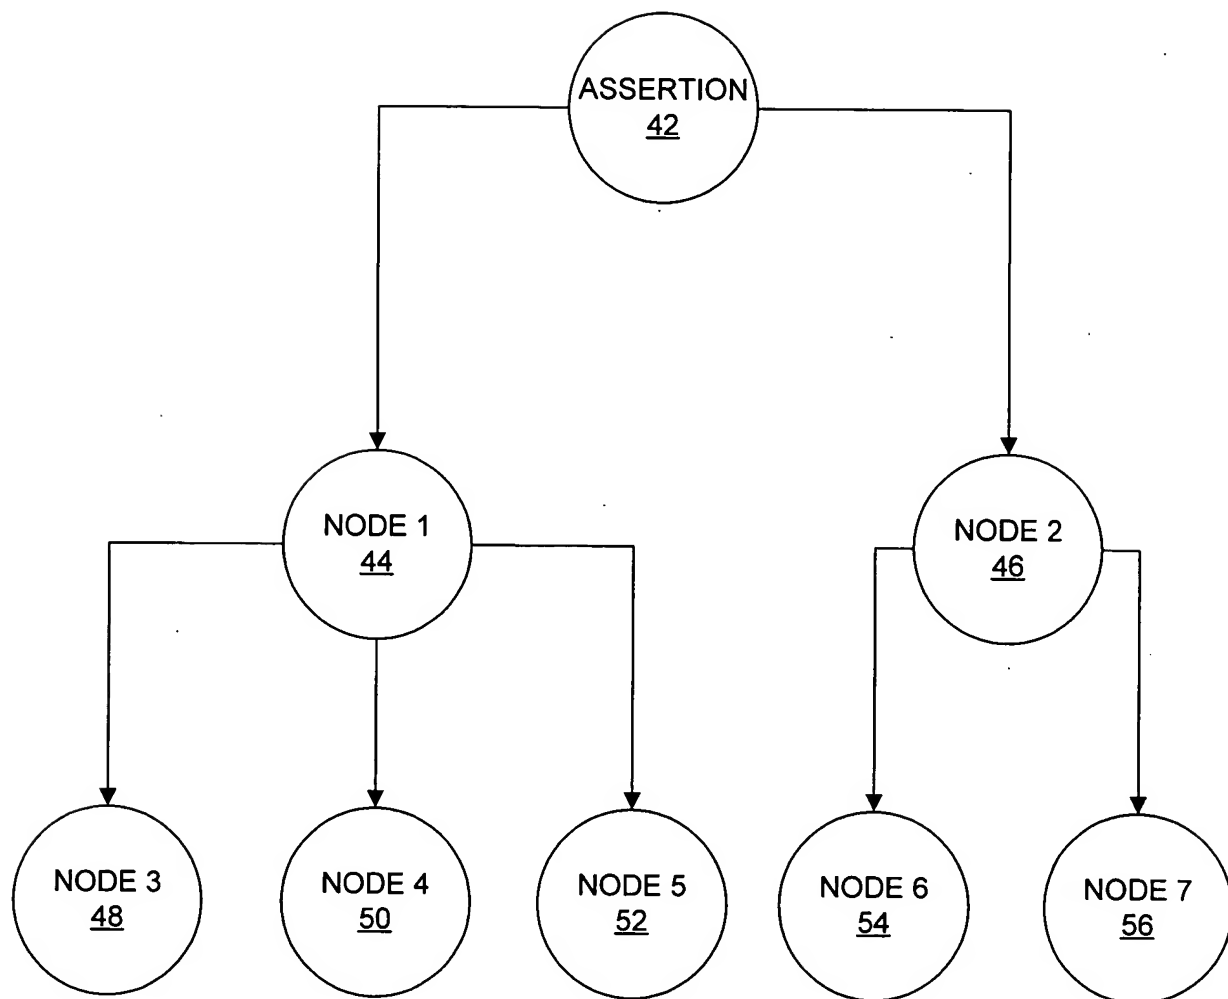 ASSERTION
42
NODE 1
44
NODE 2
46
NODE 3
48
NODE 4
50
NODE 5
52
NODE 6
54
NODE 7
56